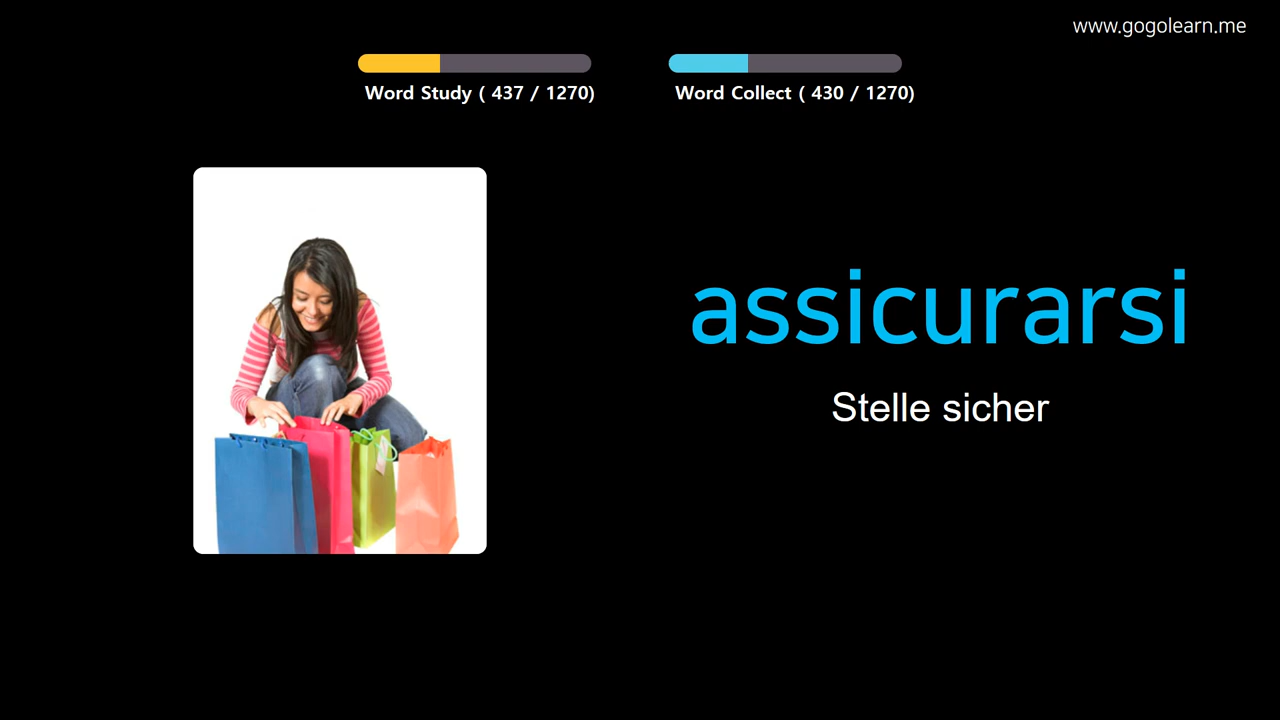 www.gogolearn.me
Word Study ( 437 / 1270)
Word Collect ( 430 / 1270)
assicurarsi
Stelle sicher